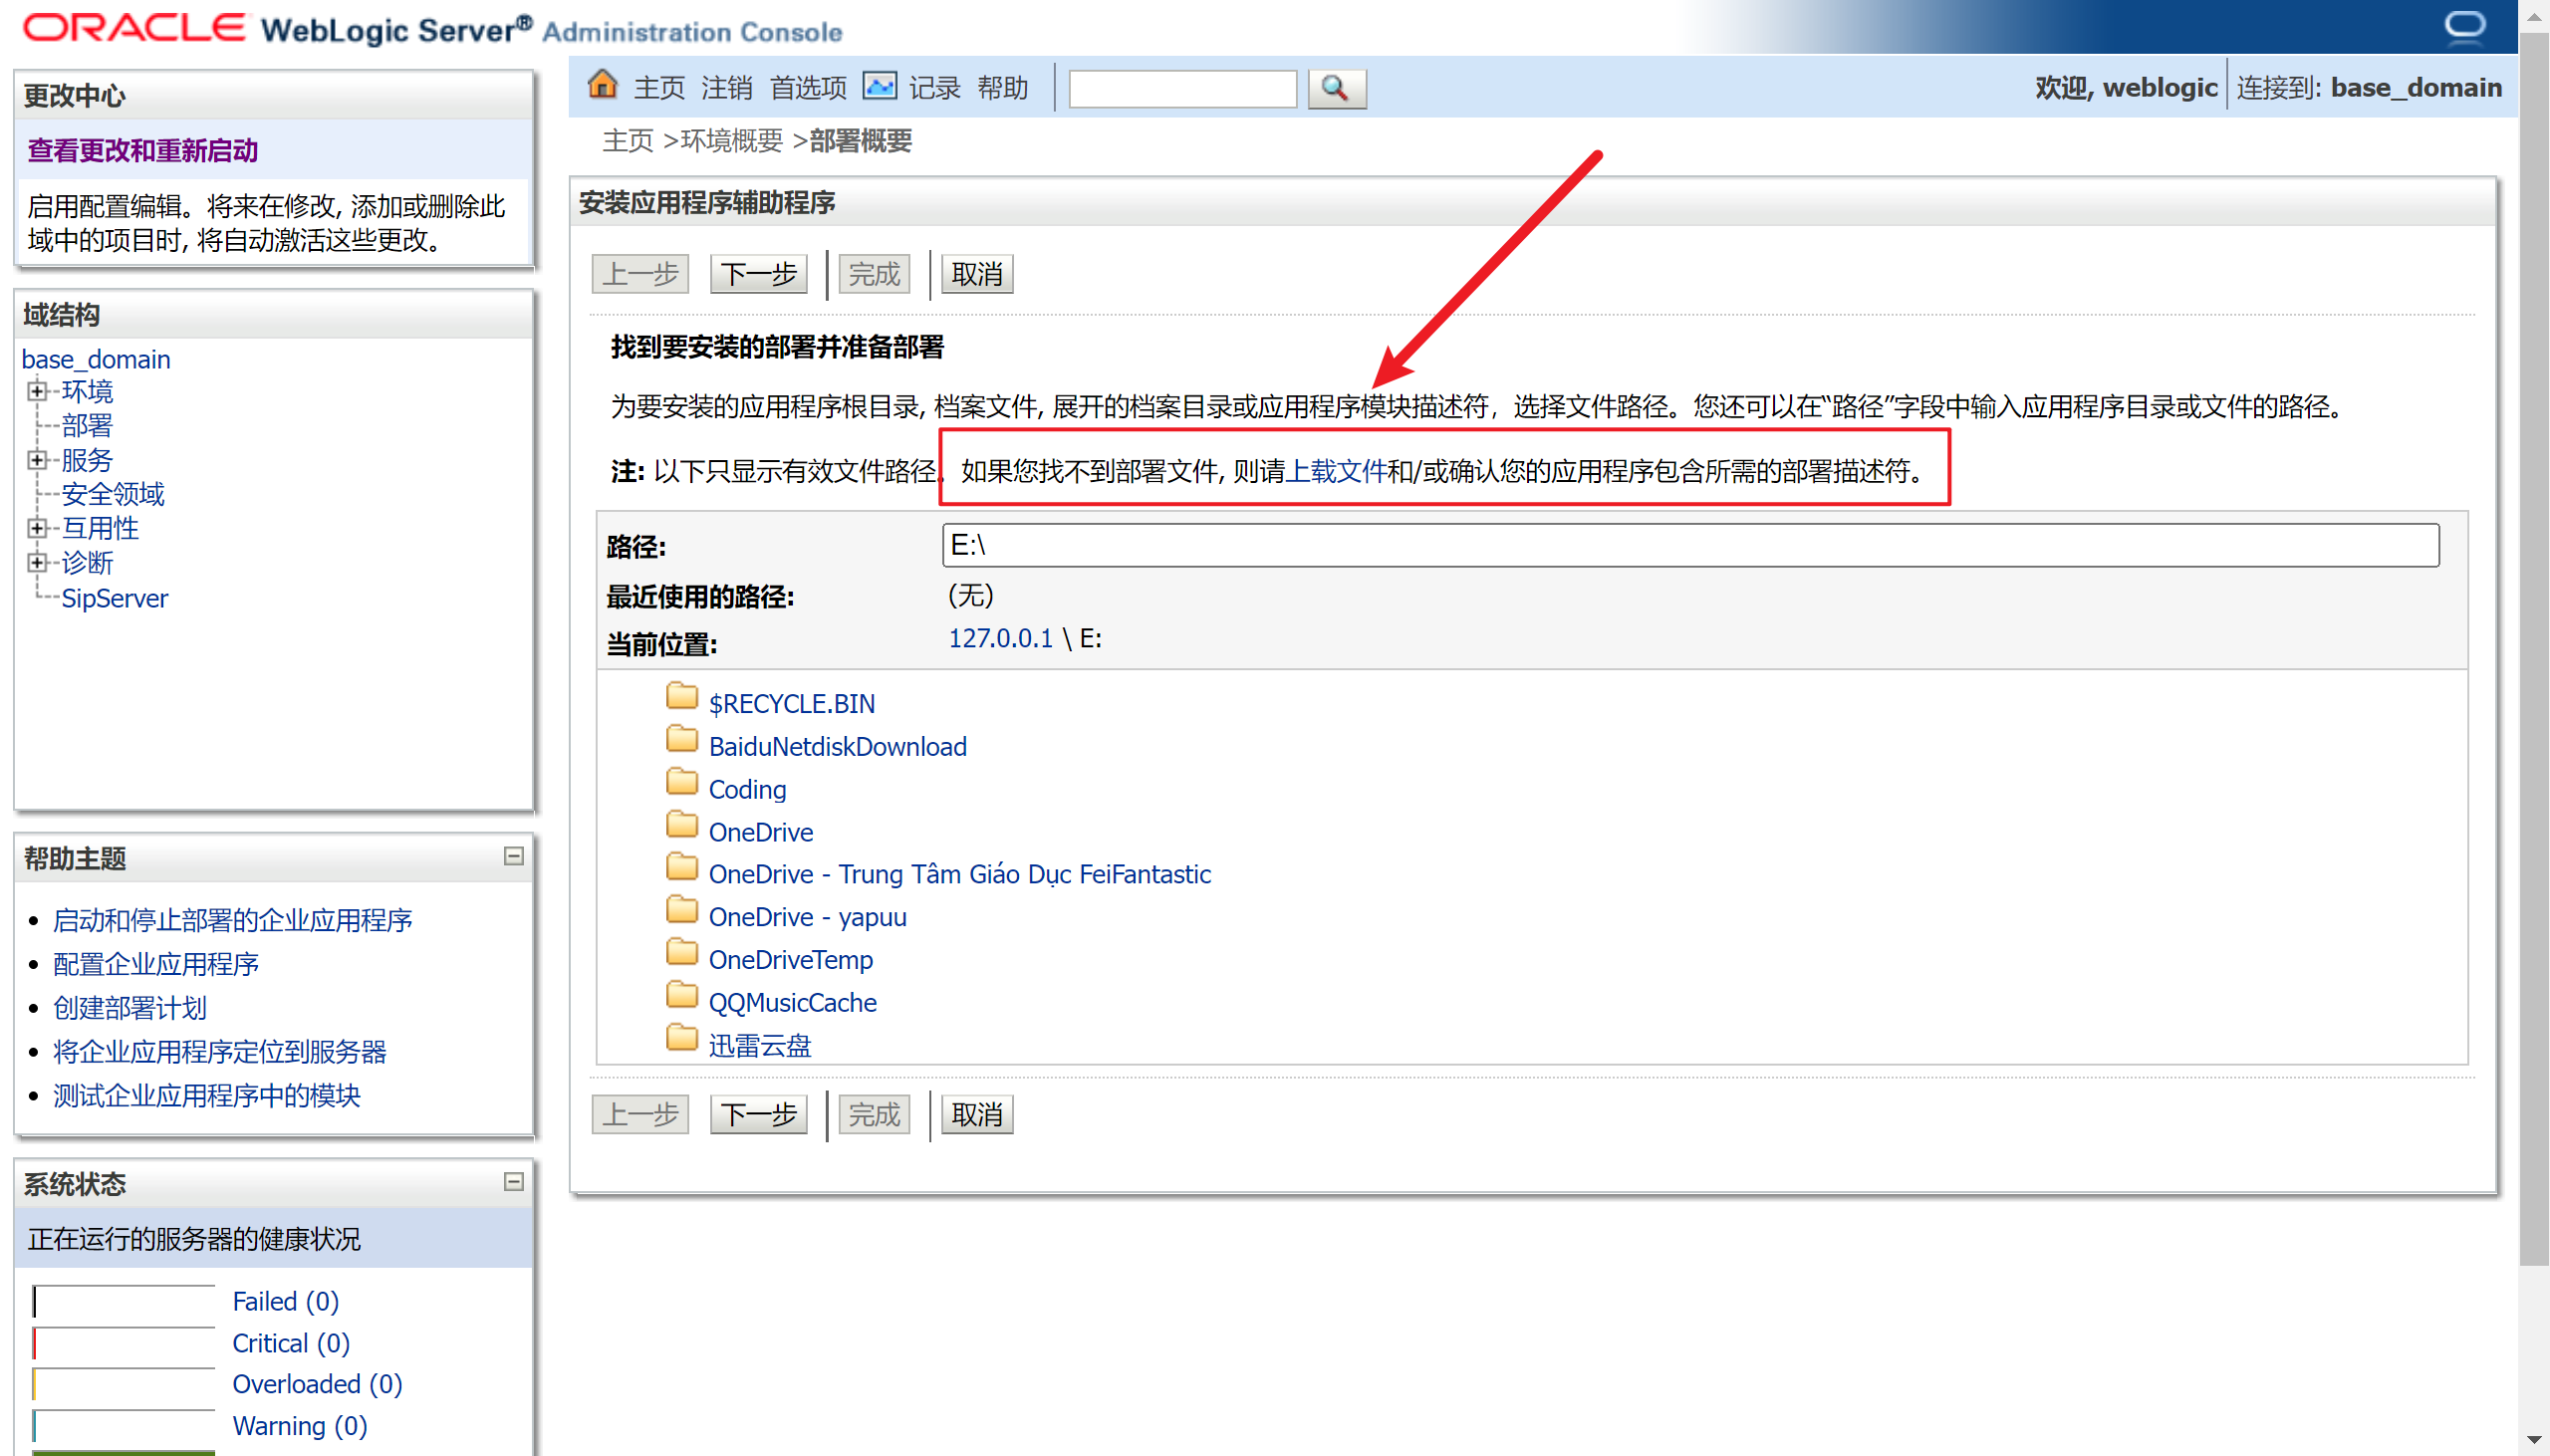 ORACLE WebLogic Server® Administration Console
更改中心
查看更改和重新启动
启用配置编辑。将来在修改, 添加或删除此
域中的项目时, 将自动激活这些更改。
域结构
base_domain
环境
部署
服务
安全领域
互用性
诊断
SipServer
帮助主题
启动和停止部署的企业应用程序
配置企业应用程序
创建部署计划
将企业应用程序定位到服务器
测试企业应用程序中的模块
系统状态
正在运行的服务器的健康状况
Failed (0)
Critical (0)
Overloaded (0)
Warning (0)
主页 注销 首选项 记录 帮助
欢迎, weblogic 连接到: base_domain
主页 >环境概要 >部署概要
安装应用程序辅助程序
上一步 下一步 完成 取消
找到要安装的部署并准备部署
为要安装的应用程序根目录, 档案文件, 展开的档案目录或应用程序模块描述符，选择文件路径。您还可以在“路径”字段中输入应用程序目录或文件的路径。
注: 以下只显示有效文件路径。如果您找不到部署文件, 则请上载文件和/或确认您的应用程序包含所需的部署描述符。
路径: E:\
最近使用的路径: (无)
当前位置: 127.0.0.1 \ E:
$RECYCLE.BIN
BaiduNetdiskDownload
Coding
OneDrive
OneDrive - Trung Tâm Giáo Dục FeiFantastic
OneDrive - yapuu
OneDriveTemp
QQMusicCache
迅雷云盘
上一步 下一步 完成 取消